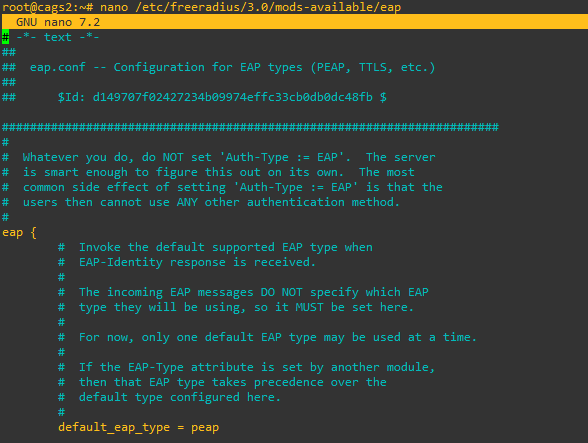 root@cags2:~# nano /etc/freeradius/3.0/mods-available/eap
GNU nano 7.2
# -*- text -*-
##
##  eap.conf -- Configuration for EAP types (PEAP, TTLS, etc.)
##
##      $Id: d149707f02427234b09974effc33cb0db0dc48fb $

#######################################################################
#
#  Whatever you do, do NOT set 'Auth-Type := EAP'.  The server
#  is smart enough to figure this out on its own.  The most
#  common side effect of setting 'Auth-Type := EAP' is that the
#  users then cannot use ANY other authentication method.
#
eap {
        #  Invoke the default supported EAP type when
        #  EAP-Identity response is received.
        #
        #  The incoming EAP messages DO NOT specify which EAP
        #  type they will be using, so it MUST be set here.
        #
        #  For now, only one default EAP type may be used at a time.
        #
        #  If the EAP-Type attribute is set by another module,
        #  then that EAP type takes precedence over the
        #  default type configured here.
        #
        default_eap_type = peap